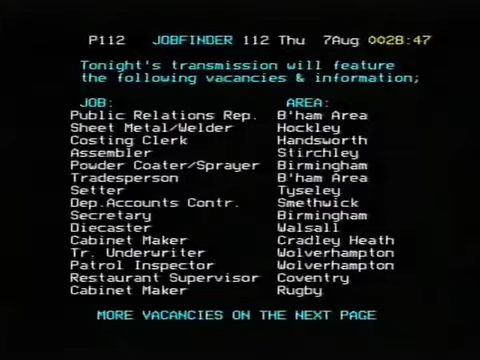 P112 JOBFINDER 112 Thu 7Aug 0028:47
Tonight's transmission will feature
the following vacancies & information;
JOB: AREA:
Public Relations Rep. B'ham Area
Sheet Metal/Welder Hockley
Costing Clerk Handsworth
Assembler Stirchley
Powder Coater/Sprayer Birmingham
Tradesperson B'ham Area
Setter Tyseley
Dep.Accounts Contr. Smethwick
Secretary Birmingham
Diecaster Walsall
Cabinet Maker Cradley Heath
Tr. Underwriter Wolverhampton
Patrol Inspector Wolverhampton
Restaurant Supervisor Coventry
Cabinet Maker Rugby
MORE VACANCIES ON THE NEXT PAGE